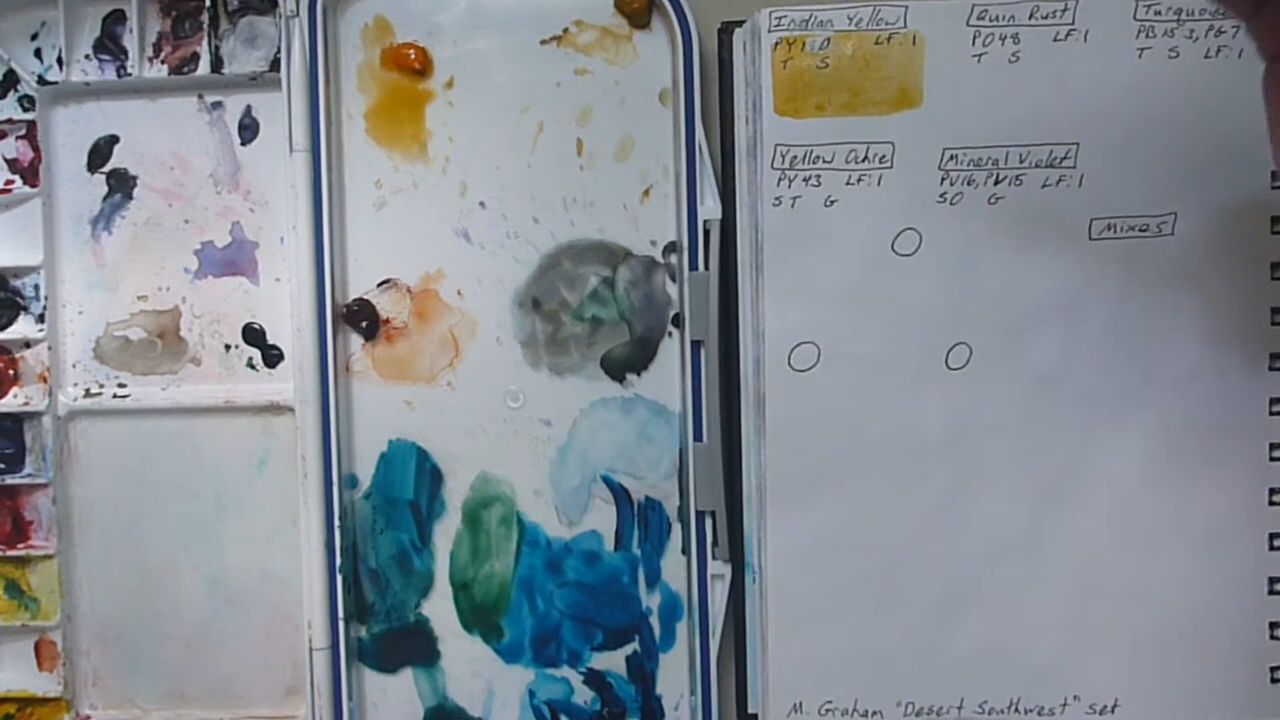 Indian Yellow Quin. Rust Turquoise
PY110 LF:1 PO48 LF:1 PB15:3, PG7
T S T S T S LF:1
Yellow Ochre Mineral Violet
PY43 LF:1 PV16, PV15 LF:1
ST G SO G
Mixes
M. Graham "Desert Southwest" set